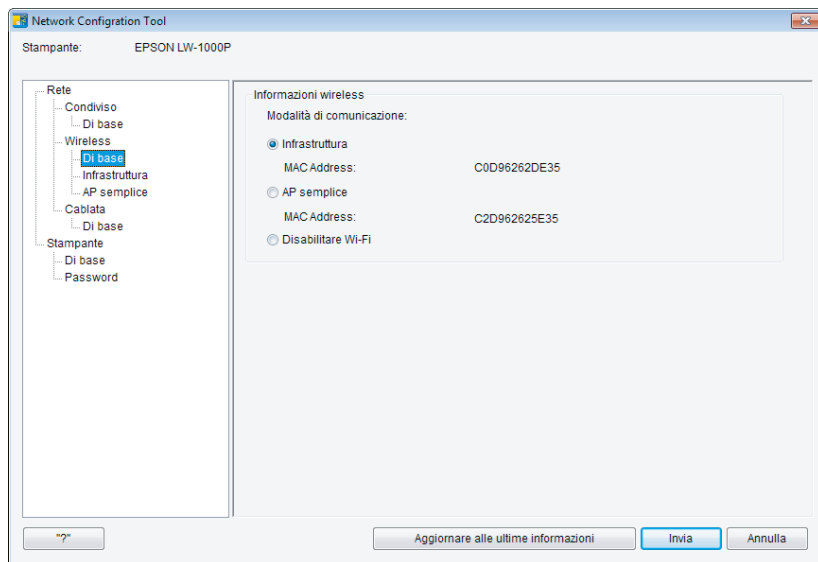 Network Configration Tool
Stampante: EPSON LW-1000P
Rete
Condiviso
Di base
Wireless
Di base
Infrastruttura
AP semplice
Cablata
Di base
Stampante
Di base
Password
Informazioni wireless
Modalità di comunicazione:
Infrastruttura
MAC Address: C0D96262DE35
AP semplice
MAC Address: C2D962625E35
Disabilitare Wi-Fi
"?"
Aggiornare alle ultime informazioni
Invia
Annulla